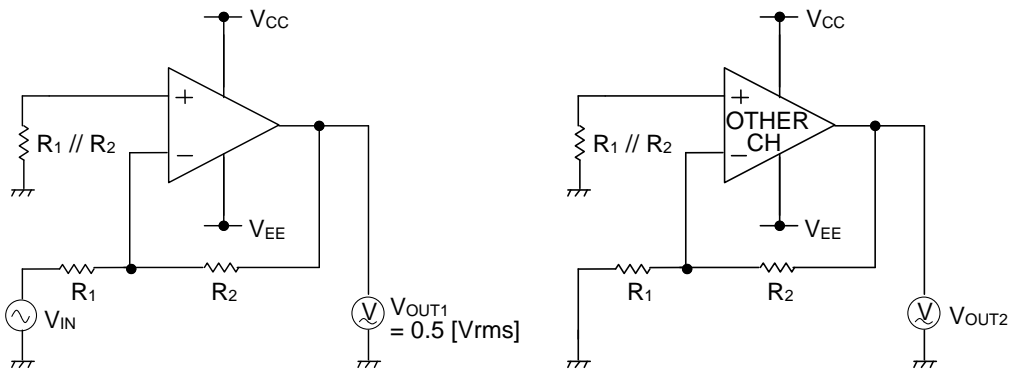 VCC
+
R1 // R2
−
VEE
R1
R2
VIN
VOUT1
= 0.5 [Vrms]
V
VCC
+
OTHER
CH
R1 // R2
−
VEE
R1
R2
V
VOUT2